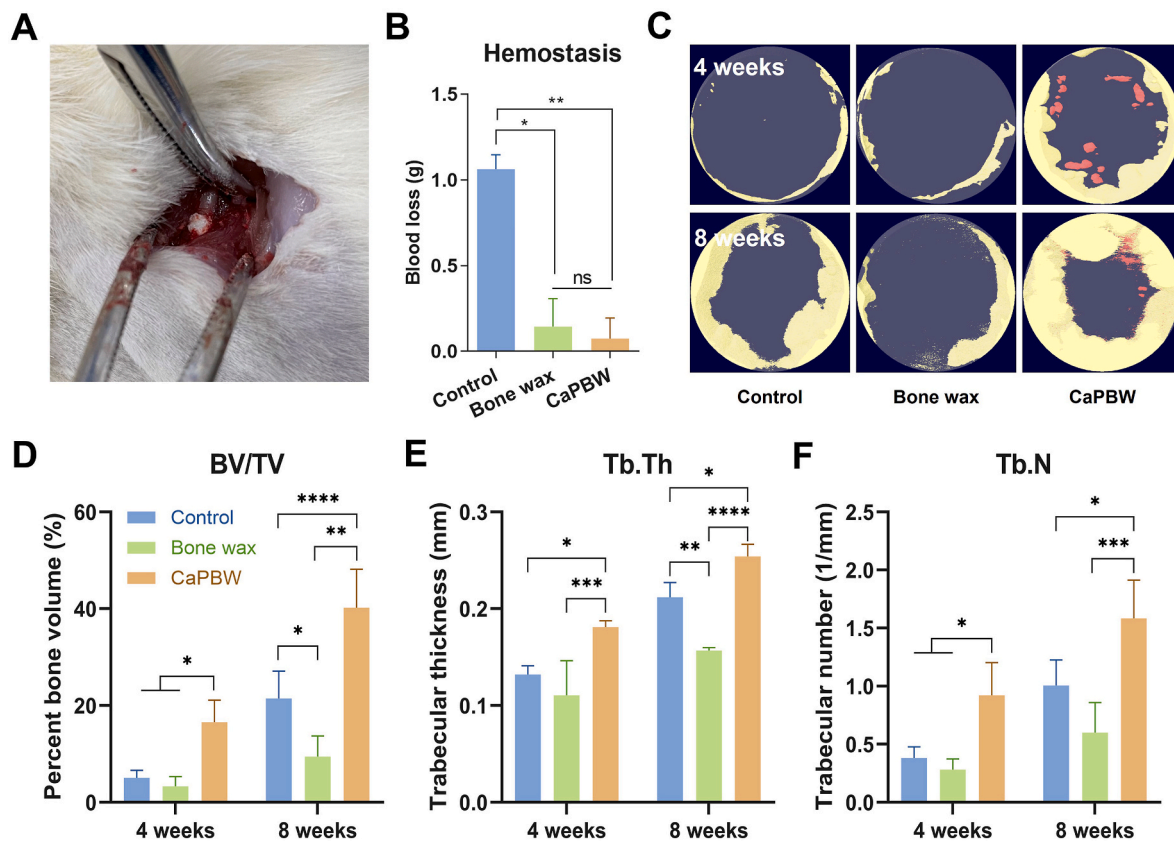 A
B
Hemostasis
Blood loss (g)
1.5
1.0
0.5
0.0
**
*
ns
Control
Bone wax
CaPBW
C
4 weeks
8 weeks
Control
Bone wax
CaPBW
D
BV/TV
Percent bone volume (%)
60
40
20
0
Control
Bone wax
CaPBW
****
**
*
*
4 weeks
8 weeks
E
Tb.Th
Trabecular thickness (mm)
0.3
0.2
0.1
0.0
*
****
*
**
***
4 weeks
8 weeks
F
Tb.N
Trabecular number (1/mm)
2.5
2.0
1.5
1.0
0.5
0.0
*
***
*
4 weeks
8 weeks